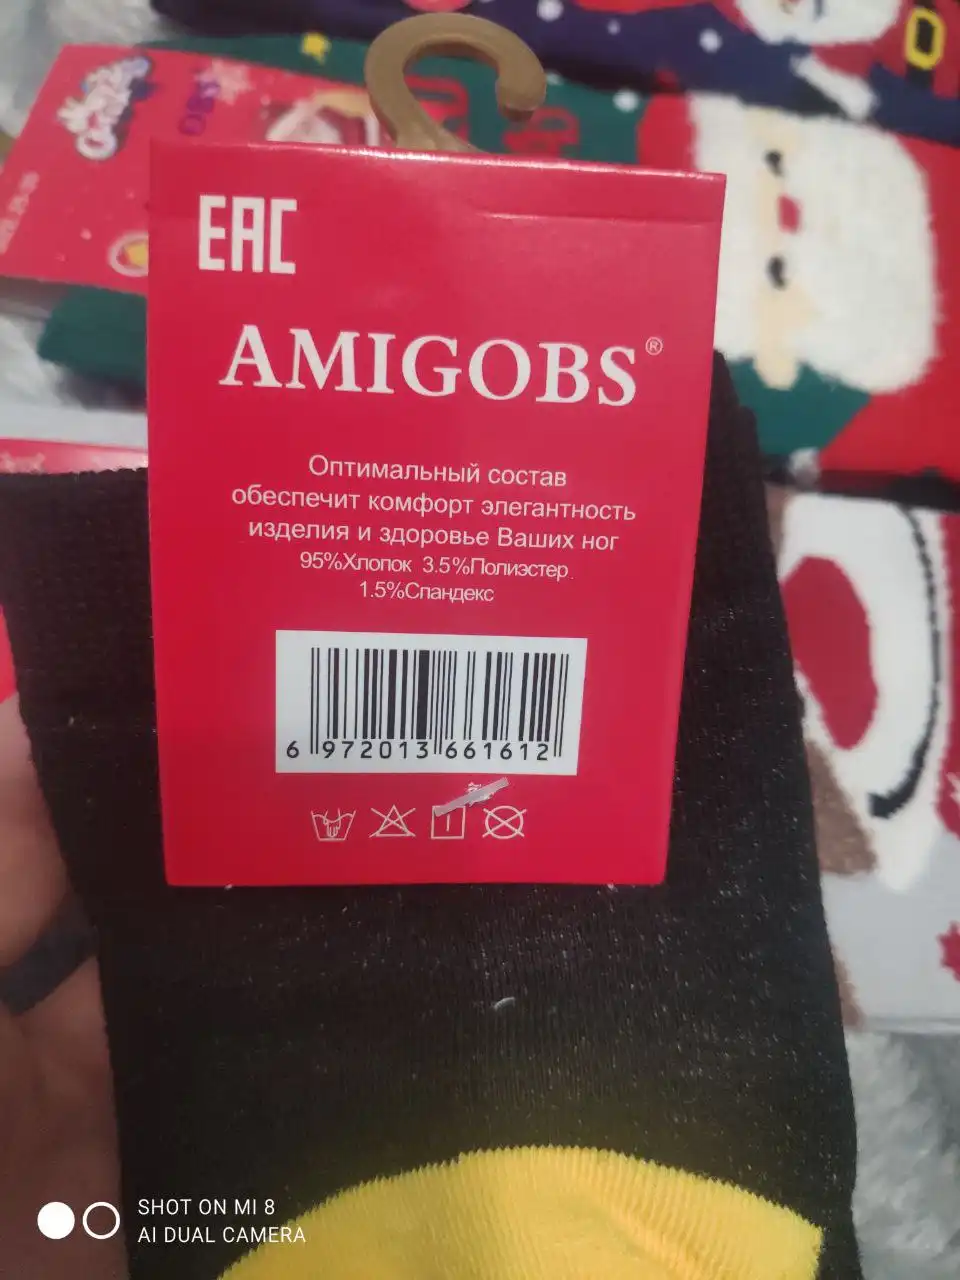 EAC
AMIGOBS®
Оптимальный состав
обеспечит комфорт элегантность
изделия и здоровье Ваших ног
95%Хлопок 3.5%Полиэстер
1.5%Спандекс
6 972013 661612
SHOT ON MI 8
AI DUAL CAMERA